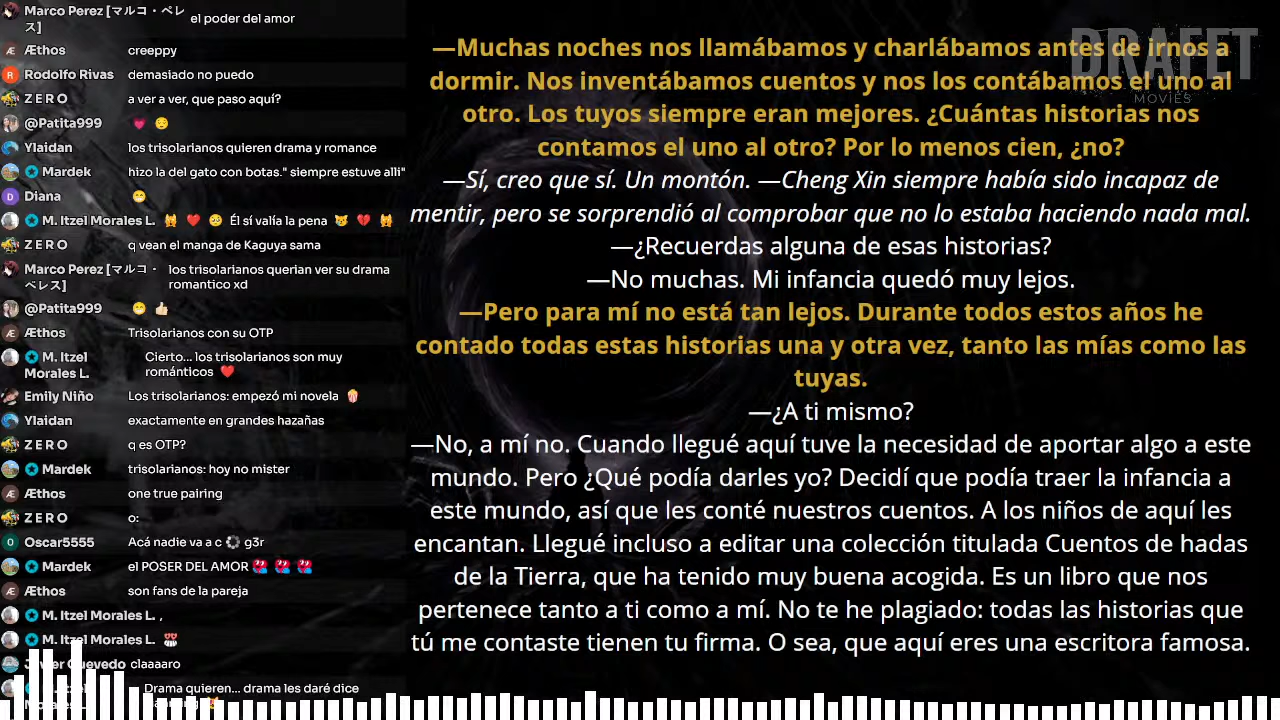 Marco Perez [マルコ・ペレス] el poder del amor
Æthos creeppy
Rodolfo Rivas demasiado no puedo
Z E R O a ver a ver, que paso aquí?
@Patita999 💗 😔
Ylaidan los trisolarianos quieren drama y romance
Mardek hizo la del gato con botas." siempre estuve alli"
Diana 😁
M. Itzel Morales L. 🙀 ❤️ 🥺 Él sí valía la pena 😿 💔 🙀
Z E R O q vean el manga de Kaguya sama
Marco Perez [マルコ・ペレス] los trisolarianos querian ver su drama
romantico xd
@Patita999 😁 👍🏻
Æthos Trisolarianos con su OTP
M. Itzel Morales L. Cierto... los trisolarianos son muy
románticos ❤️
Emily Niño Los trisolarianos: empezó mi novela 🍿
Ylaidan exactamente en grandes hazañas
Z E R O q es OTP?
Mardek trisolarianos: hoy no mister
Æthos one true pairing
Z E R O o:
Oscar5555 Acá nadie va a c g3r
Mardek el POSER DEL AMOR
Æthos son fans de la pareja
M. Itzel Morales L. ,
M. Itzel Morales L.
Javier Quevedo claaaaro
Drama quieren... drama les daré dice
DRAFET
MOVIES
—Muchas noches nos llamábamos y charlábamos antes de irnos a
dormir. Nos inventábamos cuentos y nos los contábamos el uno al
otro. Los tuyos siempre eran mejores. ¿Cuántas historias nos
contamos el uno al otro? Por lo menos cien, ¿no?
—Sí, creo que sí. Un montón. —Cheng Xin siempre había sido incapaz de
mentir, pero se sorprendió al comprobar que no lo estaba haciendo nada mal.
—¿Recuerdas alguna de esas historias?
—No muchas. Mi infancia quedó muy lejos.
—Pero para mí no está tan lejos. Durante todos estos años he
contado todas estas historias una y otra vez, tanto las mías como las
tuyas.
—¿A ti mismo?
—No, a mí no. Cuando llegué aquí tuve la necesidad de aportar algo a este
mundo. Pero ¿Qué podía darles yo? Decidí que podía traer la infancia a
este mundo, así que les conté nuestros cuentos. A los niños de aquí les
encantan. Llegué incluso a editar una colección titulada Cuentos de hadas
de la Tierra, que ha tenido muy buena acogida. Es un libro que nos
pertenece tanto a ti como a mí. No te he plagiado: todas las historias que
tú me contaste tienen tu firma. O sea, que aquí eres una escritora famosa.